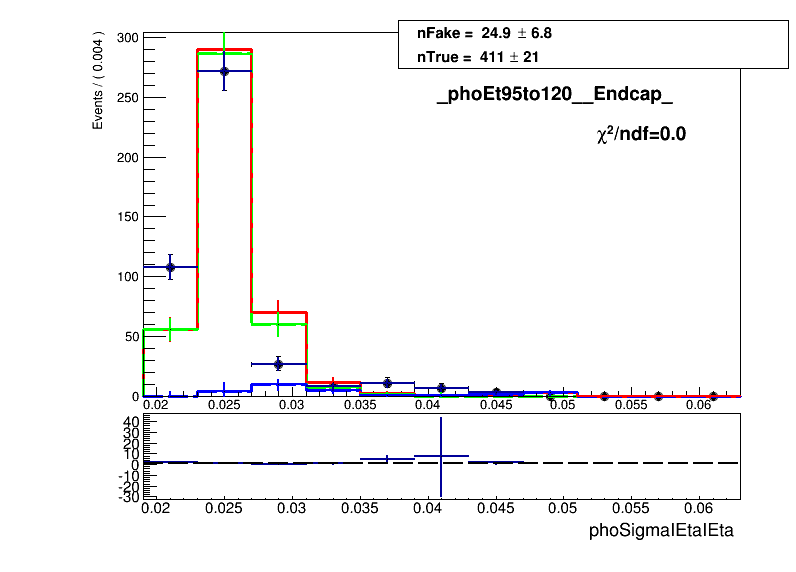 nFake = 24.9 ± 6.8
nTrue = 411 ± 21
_phoEt95to120__Endcap_
χ²/ndf=0.0
Events / ( 0.004 )
300
250
200
150
100
50
0
0.02 0.025 0.03 0.035 0.04 0.045 0.05 0.055 0.06
40
30
20
10
0
-10
-20
-30
0.02 0.025 0.03 0.035 0.04 0.045 0.05 0.055 0.06
phoSigmaIEtaIEta